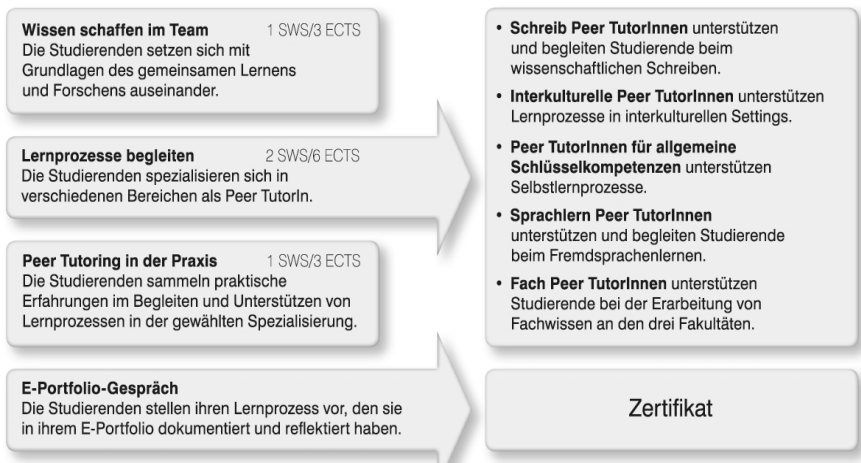 Wissen schaffen im Team 1 SWS/3 ECTS
Die Studierenden setzen sich mit
Grundlagen des gemeinsamen Lernens
und Forschens auseinander.
Lernprozesse begleiten 2 SWS/6 ECTS
Die Studierenden spezialisieren sich in
verschiedenen Bereichen als Peer TutorIn.
Peer Tutoring in der Praxis 1 SWS/3 ECTS
Die Studierenden sammeln praktische
Erfahrungen im Begleiten und Unterstützen von
Lernprozessen in der gewählten Spezialisierung.
E-Portfolio-Gespräch
Die Studierenden stellen ihren Lernprozess vor, den sie
in ihrem E-Portfolio dokumentiert und reflektiert haben.
• Schreib Peer TutorInnen unterstützen
und begleiten Studierende beim
wissenschaftlichen Schreiben.
• Interkulturelle Peer TutorInnen unterstützen
Lernprozesse in interkulturellen Settings.
• Peer TutorInnen für allgemeine
Schlüsselkompetenzen unterstützen
Selbstlernprozesse.
• Sprachlern Peer TutorInnen
unterstützen und begleiten Studierende
beim Fremdsprachenlernen.
• Fach Peer TutorInnen unterstützen
Studierende bei der Erarbeitung von
Fachwissen an den drei Fakultäten.
Zertifikat